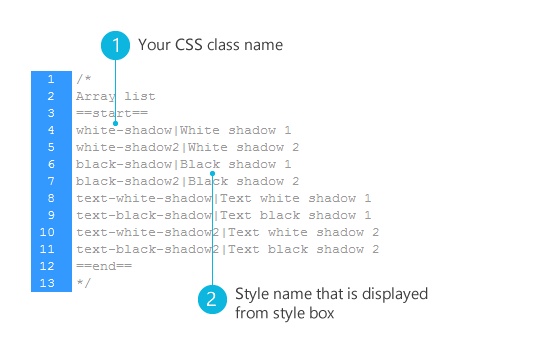 1 Your CSS class name
1 /*
2 Array list
3 ==start==
4 white-shadow|White shadow 1
5 white-shadow2|White shadow 2
6 black-shadow|Black shadow 1
7 black-shadow2|Black shadow 2
8 text-white-shadow|Text white shadow 1
9 text-black-shadow|Text black shadow 1
10 text-white-shadow2|Text white shadow 2
11 text-black-shadow2|Text black shadow 2
12 ==end==
13 */
2 Style name that is displayed
from style box